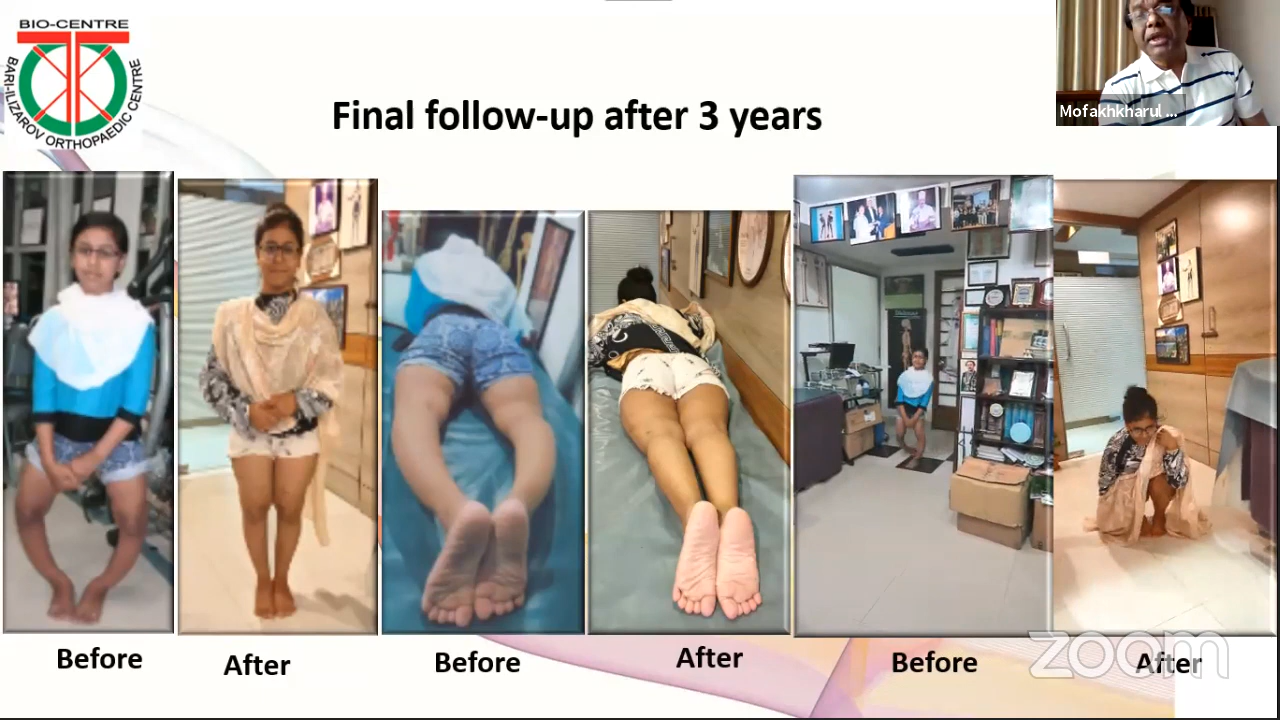 BIO-CENTRE
BARI-ILIZAROV ORTHOPAEDIC CENTRE
Mofakhkharul ...
Final follow-up after 3 years
Before
After
Before
After
Before
After
zoom